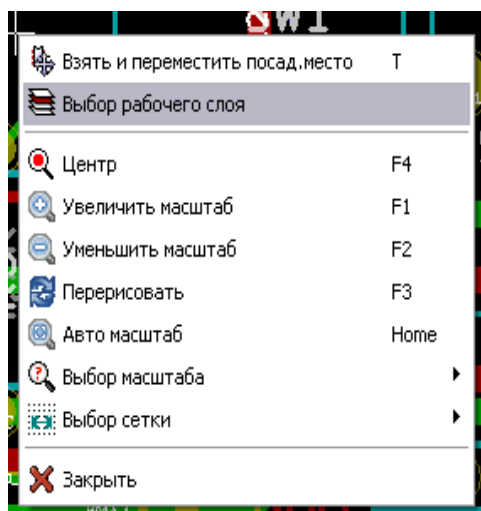 SW1
Взять и переместить посад.место T
Выбор рабочего слоя
Центр F4
Увеличить масштаб F1
Уменьшить масштаб F2
Перерисовать F3
Авто масштаб Home
Выбор масштаба
Выбор сетки
Закрыть